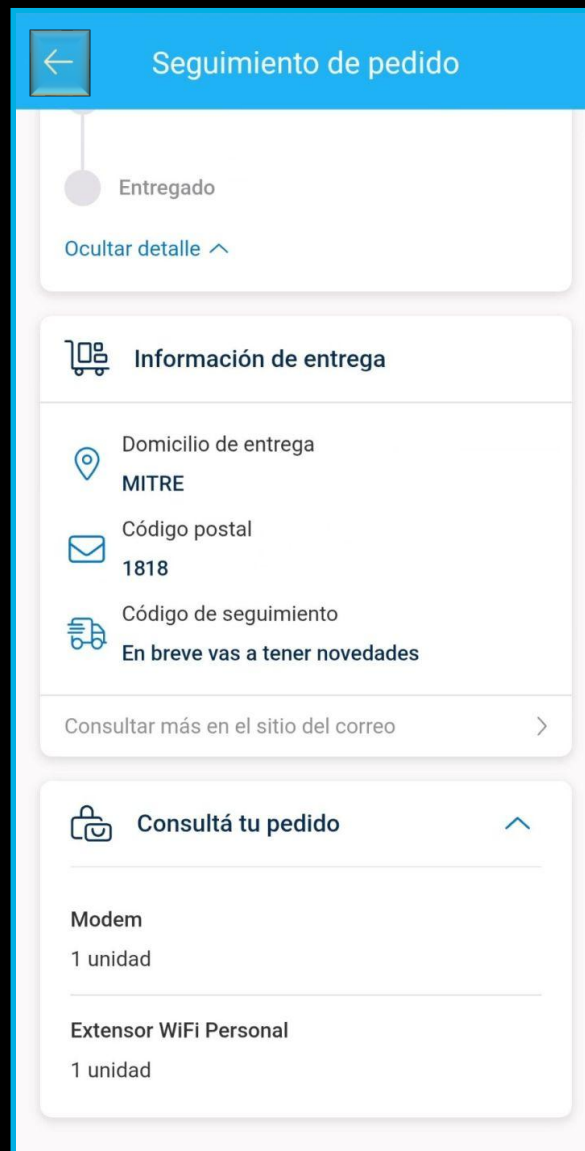 Seguimiento de pedido
Entregado
Ocultar detalle
Información de entrega
Domicilio de entrega
MITRE
Código postal
1818
Código de seguimiento
En breve vas a tener novedades
Consultar más en el sitio del correo
Consultá tu pedido
Modem
1 unidad
Extensor WiFi Personal
1 unidad